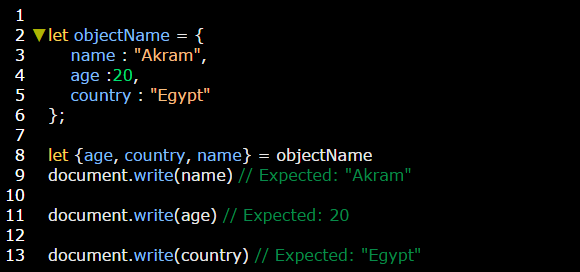 1
2 ▼let objectName = {
3 name : "Akram",
4 age :20,
5 country : "Egypt"
6 };
7
8 let {age, country, name} = objectName
9 document.write(name) // Expected: "Akram"
10
11 document.write(age) // Expected: 20
12
13 document.write(country) // Expected: "Egypt"